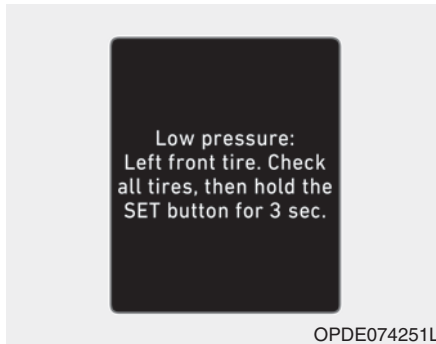 Low pressure:
Left front tire. Check
all tires, then hold the
SET button for 3 sec.
OPDE074251L